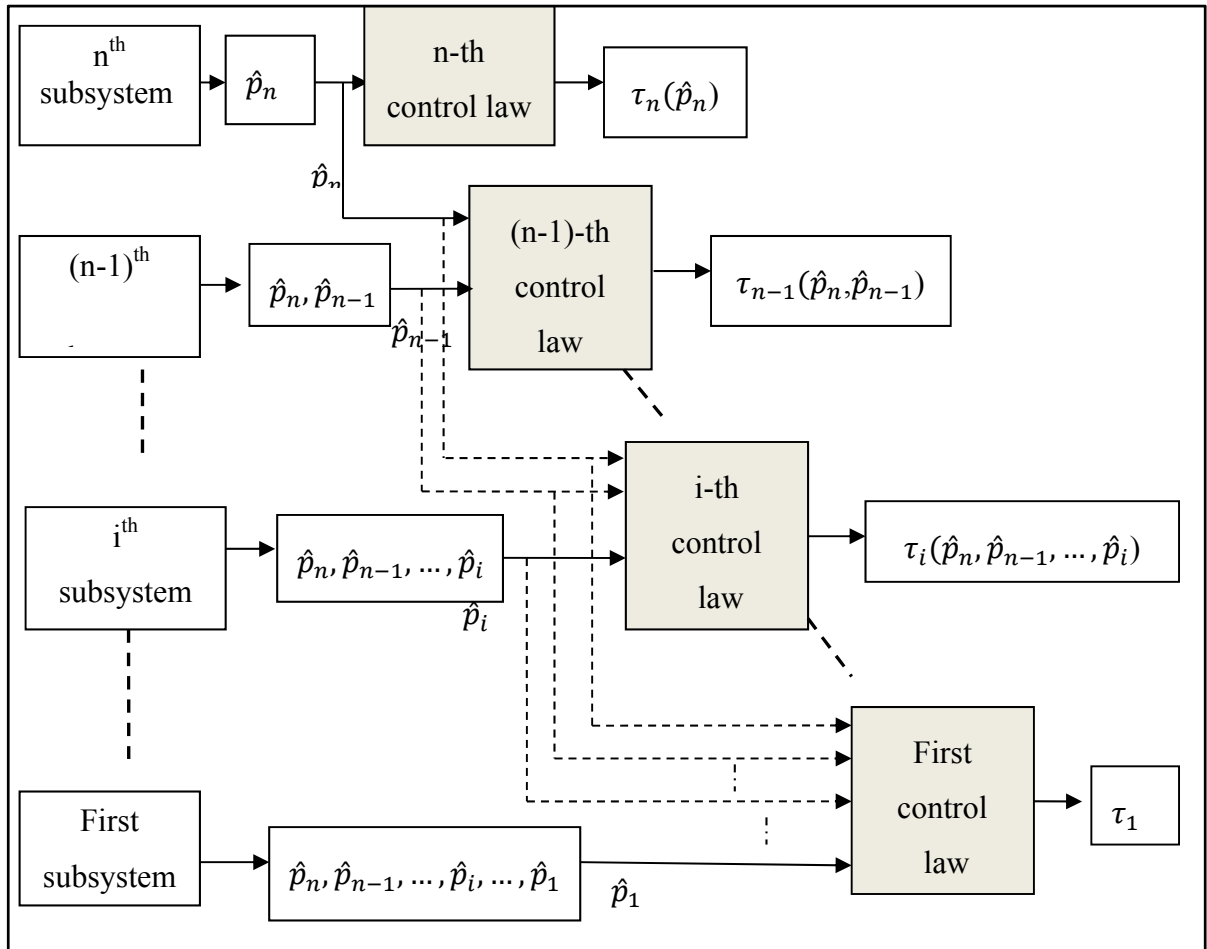 n^th
subsystem
p̂_n
n-th
control law
τ_n(p̂_n)
p̂_n
(n-1)^th
p̂_n, p̂_{n−1}
p̂_{n−1}
(n-1)-th
control
law
τ_{n−1}(p̂_n, p̂_{n−1})
i^th
subsystem
p̂_n, p̂_{n−1}, … , p̂_i
p̂_i
i-th
control
law
τ_i(p̂_n, p̂_{n−1}, … , p̂_i)
First
subsystem
p̂_n, p̂_{n−1}, … , p̂_i, … , p̂_1
p̂_1
First
control
law
τ_1